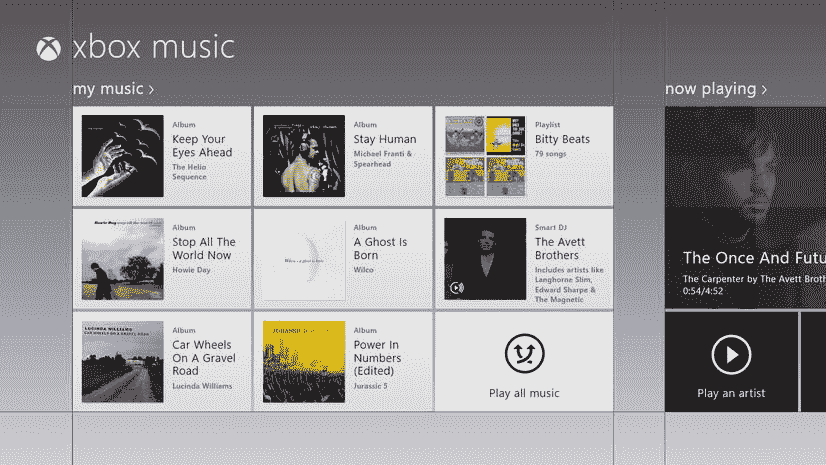 xbox music
my music >
now playing >
Album
Keep Your
Eyes Ahead
The Helio
Sequence
Album
Stay Human
Michael Franti &
Spearhead
Playlist
Bitty Beats
79 songs
Album
Stop All The
World Now
Howie Day
Album
A Ghost Is
Born
Wilco
Smart DJ
The Avett
Brothers
Includes artists like
Langhorne Slim,
Edward Sharpe &
The Magnetic
LUCINDA WILLIAMS
Album
Car Wheels
On A Gravel
Road
Lucinda Williams
JURASSIC 5
Album
Power In
Numbers
(Edited)
Jurassic 5
Play all music
The Once And Futu
The Carpenter by The Avett Broth
0:54/4:52
Play an artist